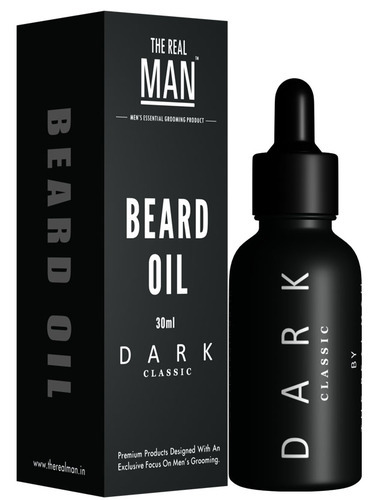 BEARD OIL
www.therealman.in
THE REAL
MAN™
MEN'S ESSENTIAL GROOMING PRODUCT
BEARD
OIL
30ml
DARK
CLASSIC
Premium Products Designed With An
Exclusive Focus On Men's Grooming.
DARK
CLASSIC
BY